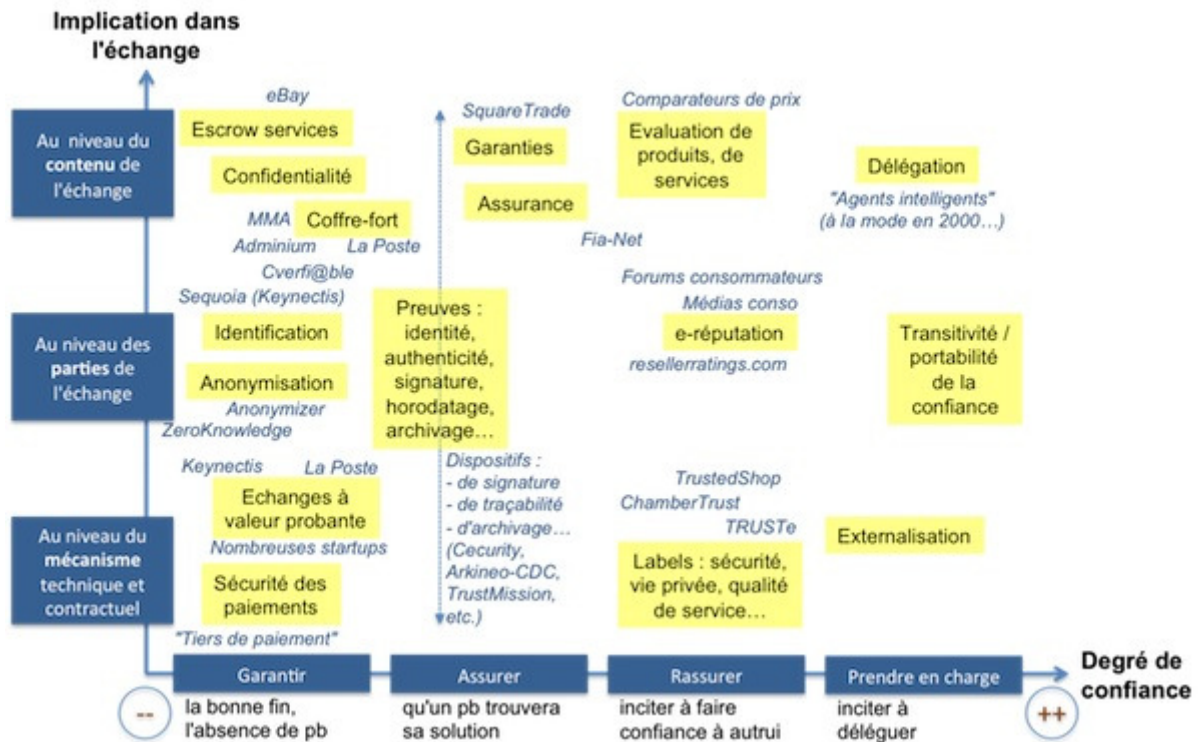 Implication dans
l'échange
eBay
Escrow services
Confidentialité
MMA
Coffre-fort
Adminium
La Poste
Cverfi@ble
SquareTrade
Garanties
Assurance
Fia-Net
Comparateurs de prix
Evaluation de
produits, de
services
Délégation
"Agents intelligents"
(à la mode en 2000…)
Au niveau du
contenu de
l'échange
Sequoia (Keynectis)
Identification
Anonymisation
Anonymizer
ZeroKnowledge
Preuves :
identité,
authenticité,
signature,
horodatage,
archivage…
Forums consommateurs
Médias conso
e-réputation
resellerratings.com
Transitivité /
portabilité
de la
confiance
Au niveau des
parties de
l'échange
Keynectis
La Poste
Echanges à
valeur probante
Nombreuses startups
Sécurité des
paiements
"Tiers de paiement"
Dispositifs :
- de signature
- de traçabilité
- d'archivage…
(Cecurity,
Arkineo-CDC,
TrustMission,
etc.)
TrustedShop
ChamberTrust
TRUSTe
Labels : sécurité,
vie privée, qualité
de service…
Externalisation
Au niveau du
mécanisme
technique et
contractuel
Garantir
Assurer
Rassurer
Prendre en charge
Degré de
confiance
--
la bonne fin,
l'absence de pb
qu'un pb trouvera
sa solution
inciter à faire
confiance à autrui
inciter à
déléguer
++